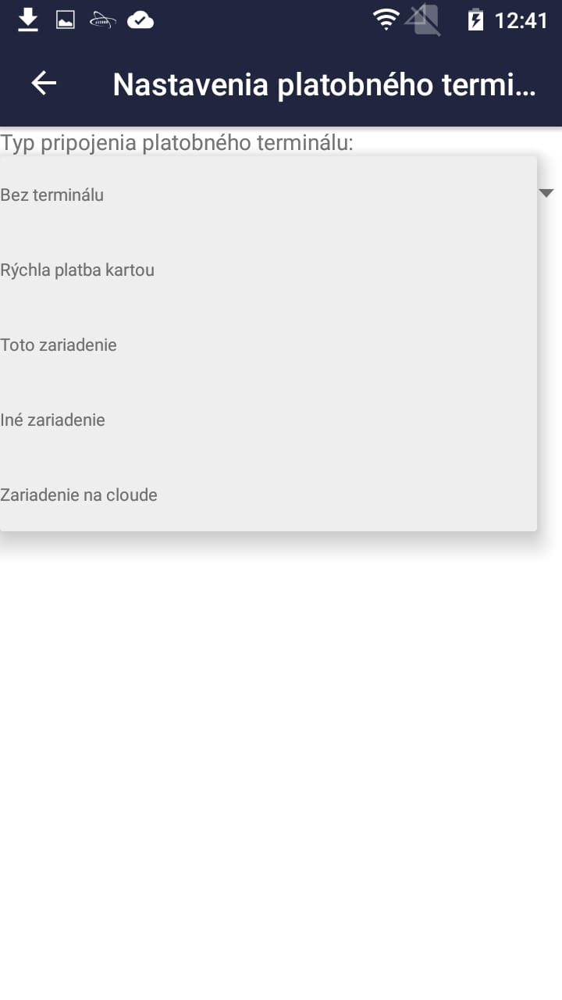 12:41
Nastavenia platobného termi...
Typ pripojenia platobného terminálu:
Bez terminálu
Rýchla platba kartou
Toto zariadenie
Iné zariadenie
Zariadenie na cloude